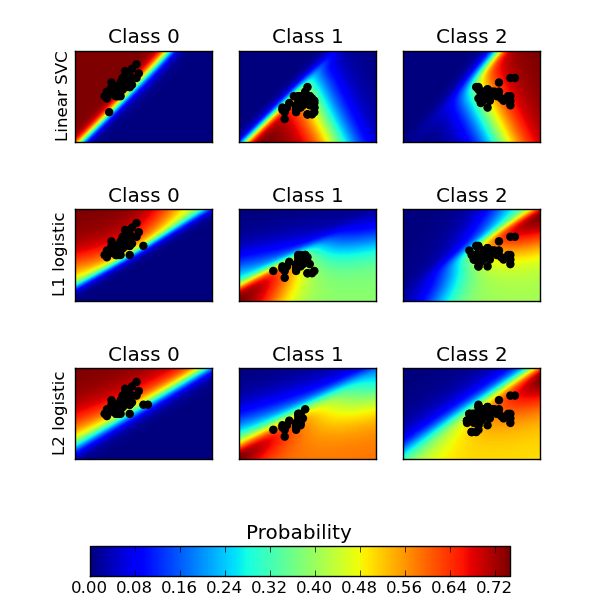 Class 0 Class 1 Class 2
Linear SVC
Class 0 Class 1 Class 2
L1 logistic
Class 0 Class 1 Class 2
L2 logistic
Probability
0.00 0.08 0.16 0.24 0.32 0.40 0.48 0.56 0.64 0.72